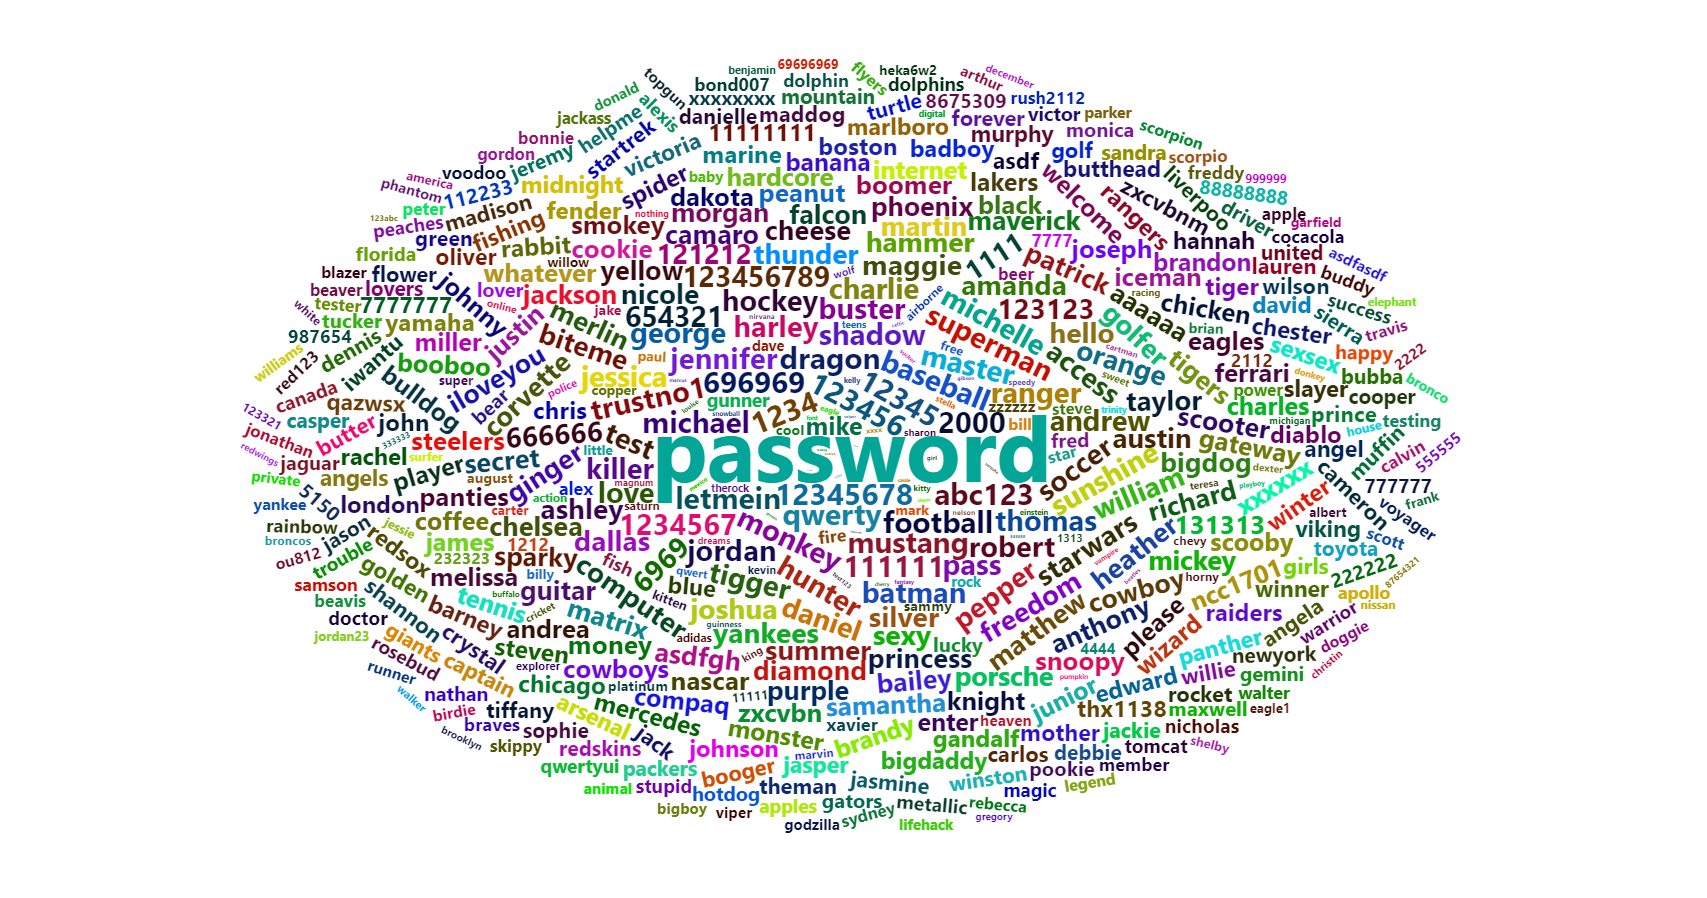 benjamin
69696969
heka6w2
december
topgun
bond007
dolphin
flyers
dolphins
arthur
donald
xxxxxxxx
mountain
turtle
8675309
rush2112
jackass
alexis
danielle
maddog
digital
forever
victor
parker
helpme
11111111
marlboro
murphy
monica
scorpion
bonnie
startrek
victoria
boston
badboy
asdf
golf
sandra
scorpio
gordon
jeremy
marine
banana
internet
butthead
freddy
999999
voodoo
spider
baby
hardcore
boomer
lakers
welcome
liverpoo
88888888
america
phantom
112233
midnight
dakota
peanut
phoenix
black
rangers
zxcvbnm
driver
apple
garfield
peter
madison
fender
nothing
morgan
falcon
martin
maverick
hannah
cocacola
123abc
peaches
green
fishing
smokey
camaro
cheese
hammer
7777
joseph
united
asdfasdf
florida
oliver
rabbit
cookie
121212
thunder
1111
patrick
brandon
lauren
buddy
blazer
flower
willow
whatever
yellow
123456789
wolf
maggie
beer
iceman
tiger
wilson
success
elephant
beaver
lovers
johnny
lover
jackson
nicole
hockey
charlie
airborne
amanda
racing
aaaaaa
chicken
david
sierra
travis
white
tester
7777777
online
jake
654321
nirvana
buster
michelle
123123
golfer
brian
chester
987654
tucker
yamaha
justin
merlin
george
harley
teens
shadow
celtic
superman
hello
eagles
sexsex
happy
2222
williams
dennis
miller
biteme
paul
dave
free
cartman
access
orange
tigers
2112
donkey
red123
iwantu
booboo
iloveyou
police
jennifer
dragon
master
sweet
ferrari
slayer
bubba
bronco
canada
bulldog
super
bear
corvette
copper
jessica
marcus
696969
kelly
baseball
gibson
speedy
ranger
taylor
power
cooper
123321
qazwsx
chris
trustno1
gunner
snowball
1234
123456
12345
stella
zzzzzz
steve
trinity
charles
michigan
prince
testing
jonathan
casper
john
michael
cool
mike
eagle
ford
2000
bill
andrew
scooter
diablo
house
redwings
butter
steelers
666666
test
password
sharon
fred
austin
gateway
angel
muffin
calvin
555555
jaguar
rachel
surfer
333333
little
star
soccer
sunshine
bigdog
dexter
private
angels
player
secret
august
ginger
killer
magnum
love
therock
letmein
12345678
girl
kitty
abc123
william
teresa
playboy
xxxxxx
cameron
777777
frank
yankee
5150
london
panties
action
alex
saturn
mexico
qwerty
mark
nelson
einstein
richard
winter
albert
voyager
rainbow
jason
jessie
coffee
carter
ashley
1234567
monkey
football
thomas
starwars
131313
viking
scott
broncos
redsox
james
chelsea
1212
dallas
dreams
jordan
fire
mustang
robert
1313
heather
chevy
scooby
toyota
ou812
trouble
232323
sparky
fish
6969
qwert
kevin
111111
pass
vampire
mickey
girls
222222
87654321
samson
golden
melissa
billy
computer
blue
tigger
test123
hunter
cherry
fantasy
rock
pepper
beatles
horny
ncc1701
winner
apollo
nissan
beavis
shannon
barney
tennis
buffalo
guitar
kitten
joshua
daniel
batman
sammy
freedom
cowboy
doctor
cricket
matrix
guinness
silver
matthew
anthony
please
raiders
angela
warrior
doggie
jordan23
giants
crystal
andrea
adidas
yankees
sexy
lucky
4444
wizard
panther
newyork
christin
rosebud
captain
steven
money
asdfgh
king
summer
princess
snoopy
willie
gemini
runner
explorer
cowboys
nascar
diamond
bailey
porsche
pumpkin
edward
walter
walker
nathan
chicago
platinum
compaq
11111
purple
samantha
knight
junior
rocket
maxwell
eagle1
birdie
tiffany
arsenal
mercedes
zxcvbn
xavier
enter
heaven
thx1138
nicholas
brooklyn
braves
sophie
jack
monster
brandy
gandalf
mother
jackie
shelby
skippy
redskins
johnson
marvin
carlos
debbie
tomcat
qwertyui
packers
booger
jasper
bigdaddy
pookie
member
animal
stupid
hotdog
theman
jasmine
winston
magic
legend
bigboy
viper
apples
gators
metallic
rebecca
godzilla
sydney
lifehack
gregory